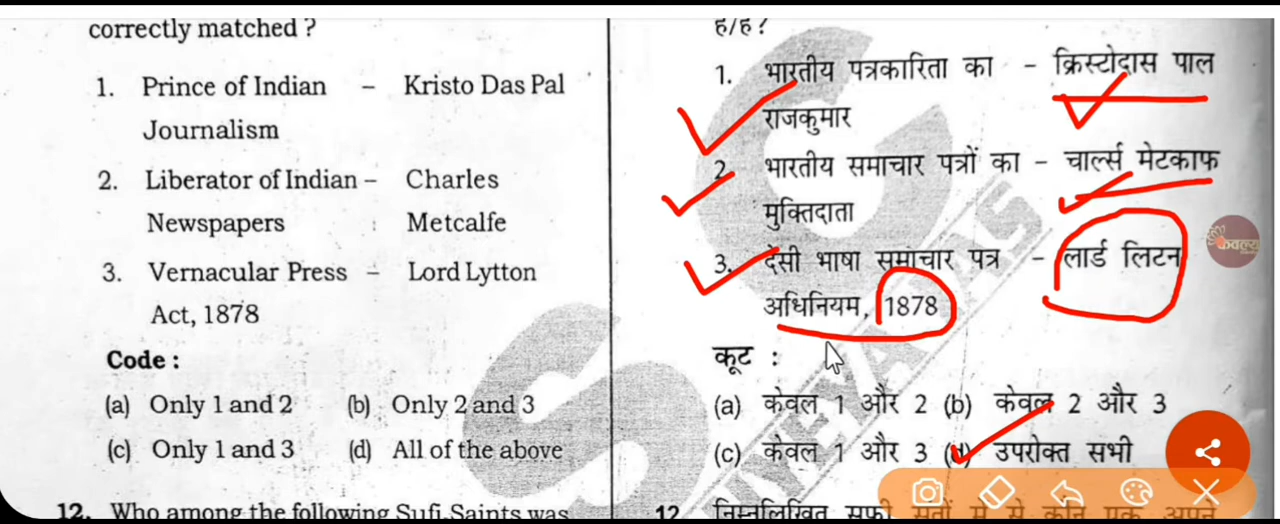 correctly matched ?
1. Prince of Indian – Kristo Das Pal
Journalism
2. Liberator of Indian – Charles
Newspapers : Metcalfe
3. Vernacular Press – Lord Lytton
Act, 1878
Code :
(a) Only 1 and 2 (b) Only 2 and 3
(c) Only 1 and 3 (d) All of the above
12. Who among the following Sufi Saints was
है/हैं ?
1. भारतीय पत्रकारिता का – क्रिस्टोदास पाल
राजकुमार
2. भारतीय समाचार पत्रों का – चार्ल्स मेटकाफ
मुक्तिदाता
3. देसी भाषा समाचार पत्र – लार्ड लिटन
अधिनियम, 1878
कूट :
(a) केवल 1 और 2 (b) केवल 2 और 3
(c) केवल 1 और 3 (d) उपरोक्त सभी
12 निम्नलिखित सूफी संतों में से
केवल्य